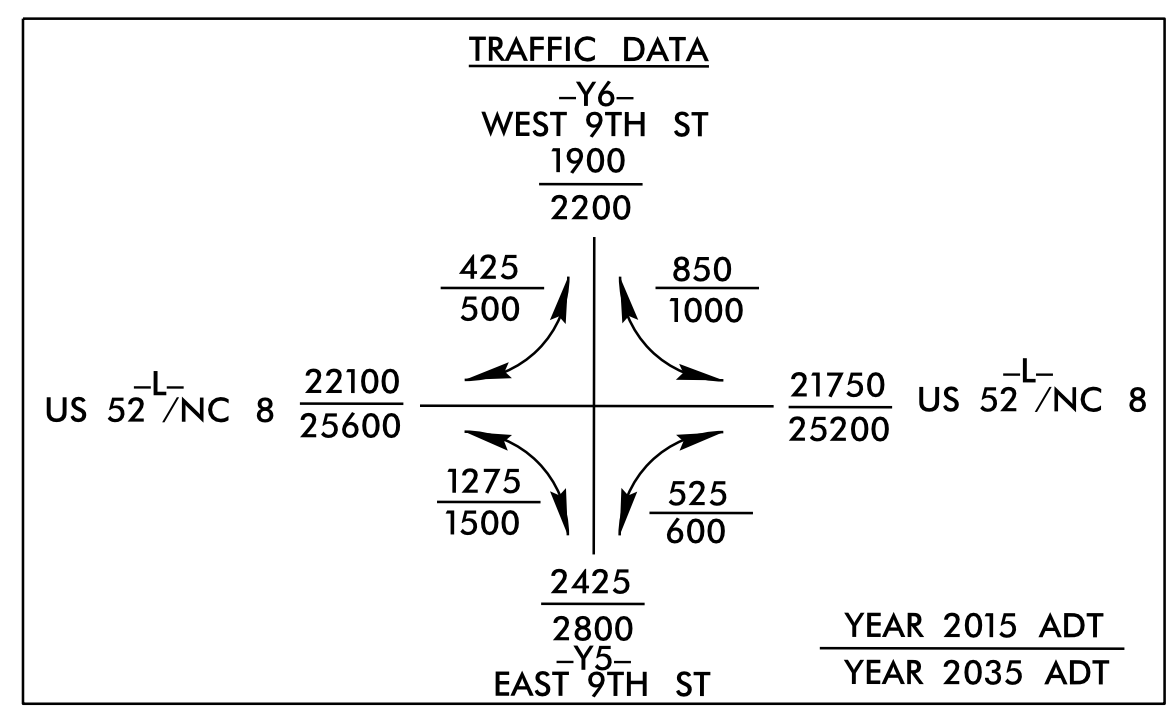 TRAFFIC DATA
–Y6–
WEST 9TH ST
1900
2200
425
500
850
1000
–L–
US 52 /NC 8
22100
25600
21750
25200
–L–
US 52 /NC 8
1275
1500
525
600
2425
2800
–Y5–
EAST 9TH ST
YEAR 2015 ADT
YEAR 2035 ADT